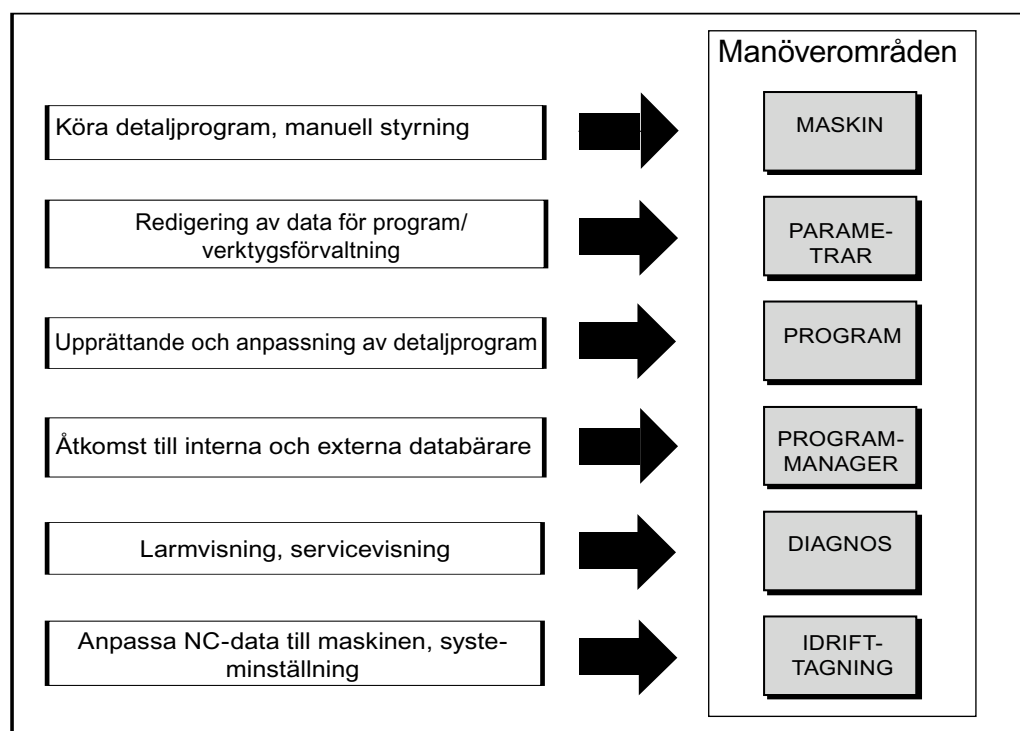 Manöverområden
Köra detaljprogram, manuell styrning
MASKIN
Redigering av data för program/
verktygsförvaltning
PARAME-
TRAR
Upprättande och anpassning av detaljprogram
PROGRAM
Åtkomst till interna och externa databärare
PROGRAM-
MANAGER
Larmvisning, servicevisning
DIAGNOS
Anpassa NC-data till maskinen, syste-
minställning
IDRIFT-
TAGNING